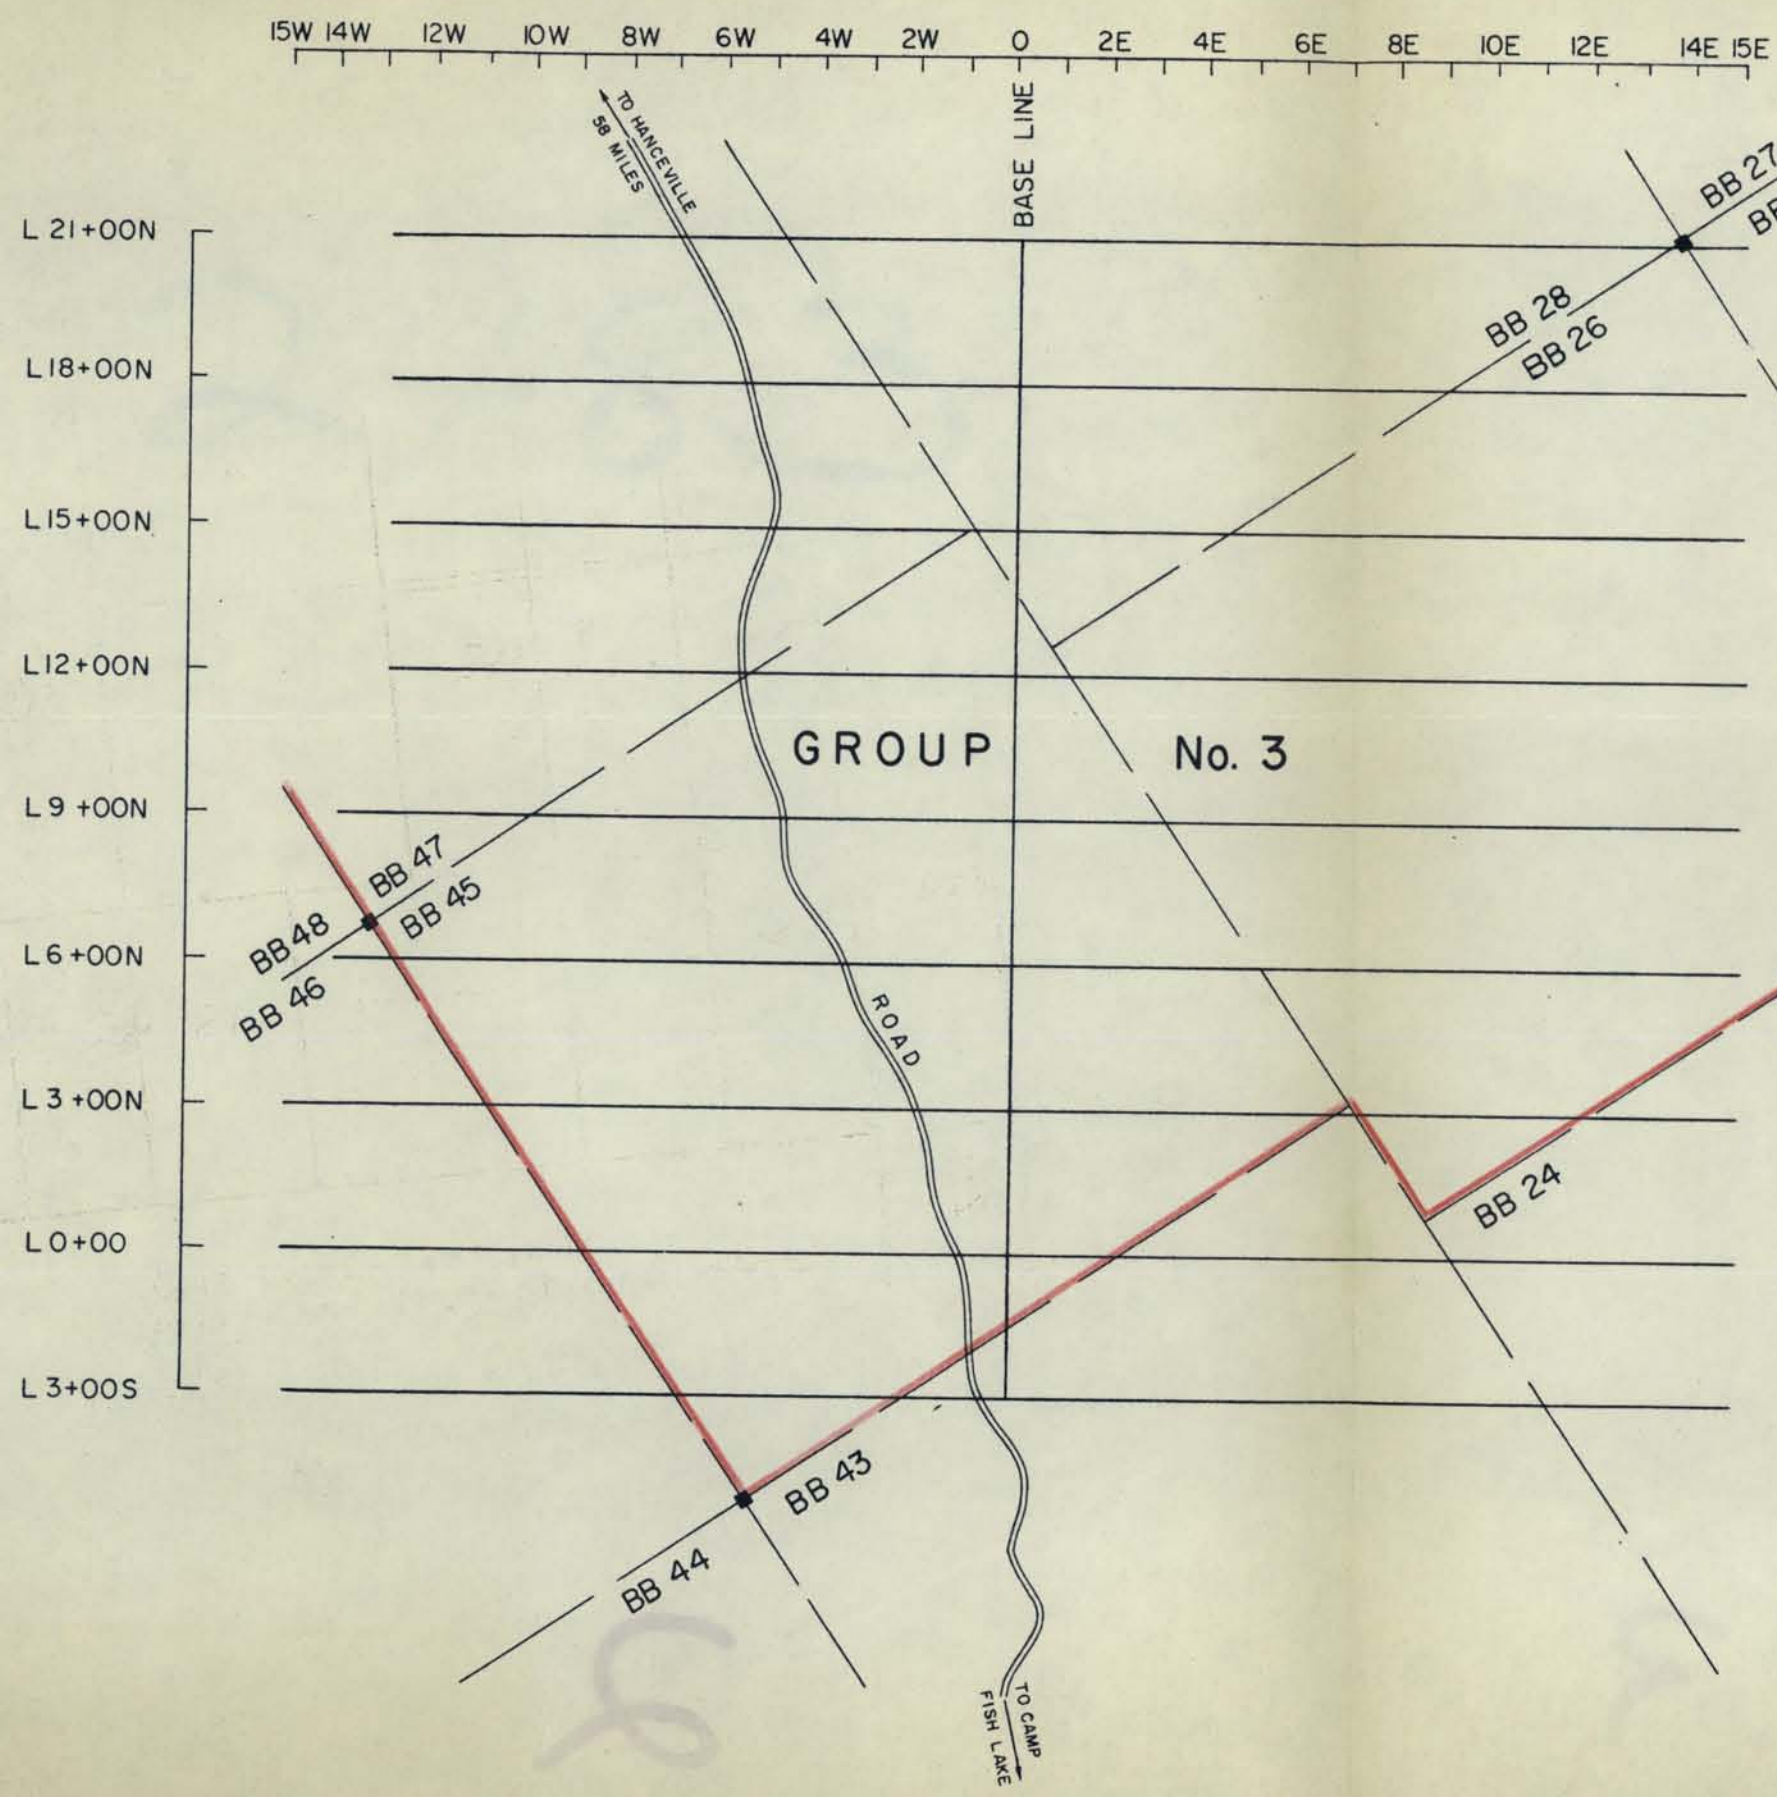 15W 14W 12W 10W 8W 6W 4W 2W 0 2E 4E 6E 8E 10E 12E 14E 15E
TO HANCEVILLE
58 MILES
BASE LINE
BB 27
L 21+00N
BB 28
BB 26
L18+00N
L15+00N
L12+00N
GROUP No. 3
L9+00N
BB 47
BB 45
BB 48
BB 46
L6+00N
ROAD
L3+00N
BB 24
L0+00
L3+00S
BB 43
BB 44
TO CAMP
FISH LAKE